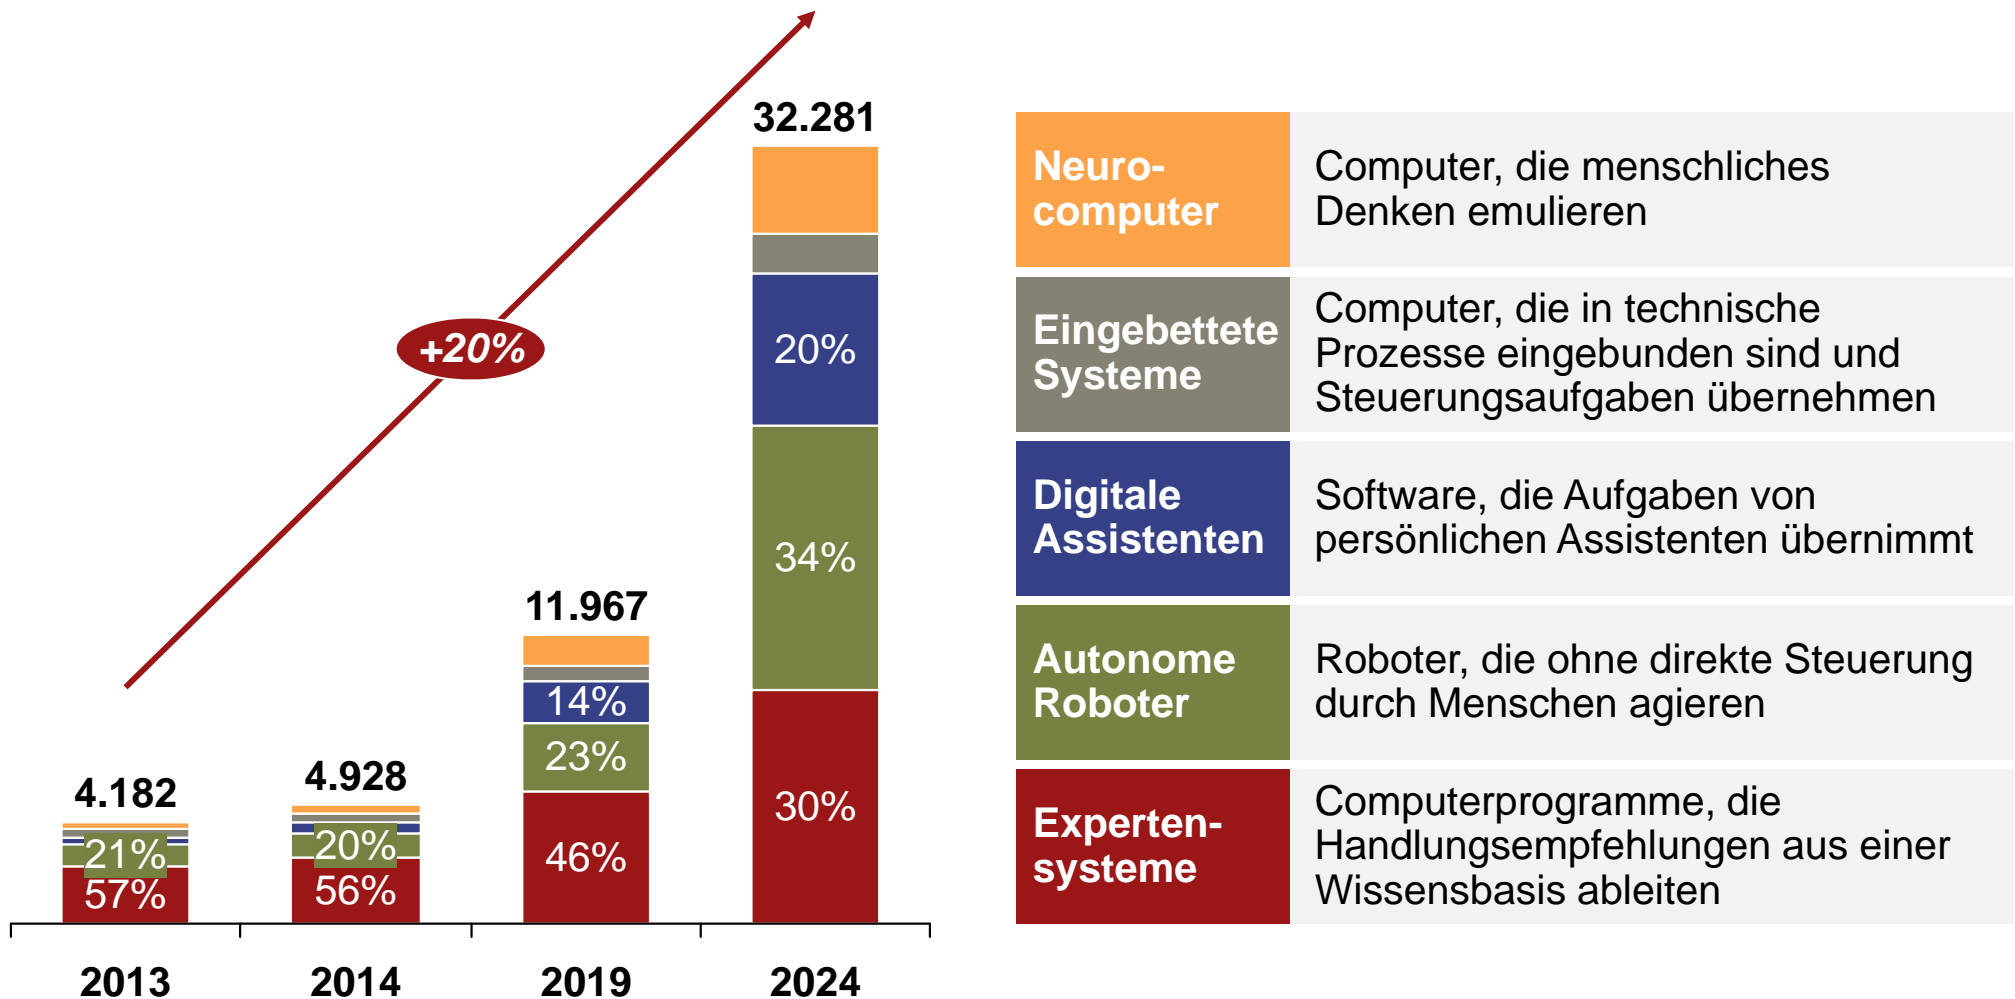 32.281
+20%
20%
34%
30%
11.967
14%
23%
46%
4.928
20%
56%
4.182
21%
57%
2013
2014
2019
2024
Neuro-
computer
Computer, die menschliches
Denken emulieren
Eingebettete
Systeme
Computer, die in technische
Prozesse eingebunden sind und
Steuerungsaufgaben übernehmen
Digitale
Assistenten
Software, die Aufgaben von
persönlichen Assistenten übernimmt
Autonome
Roboter
Roboter, die ohne direkte Steuerung
durch Menschen agieren
Experten-
systeme
Computerprogramme, die
Handlungsempfehlungen aus einer
Wissensbasis ableiten